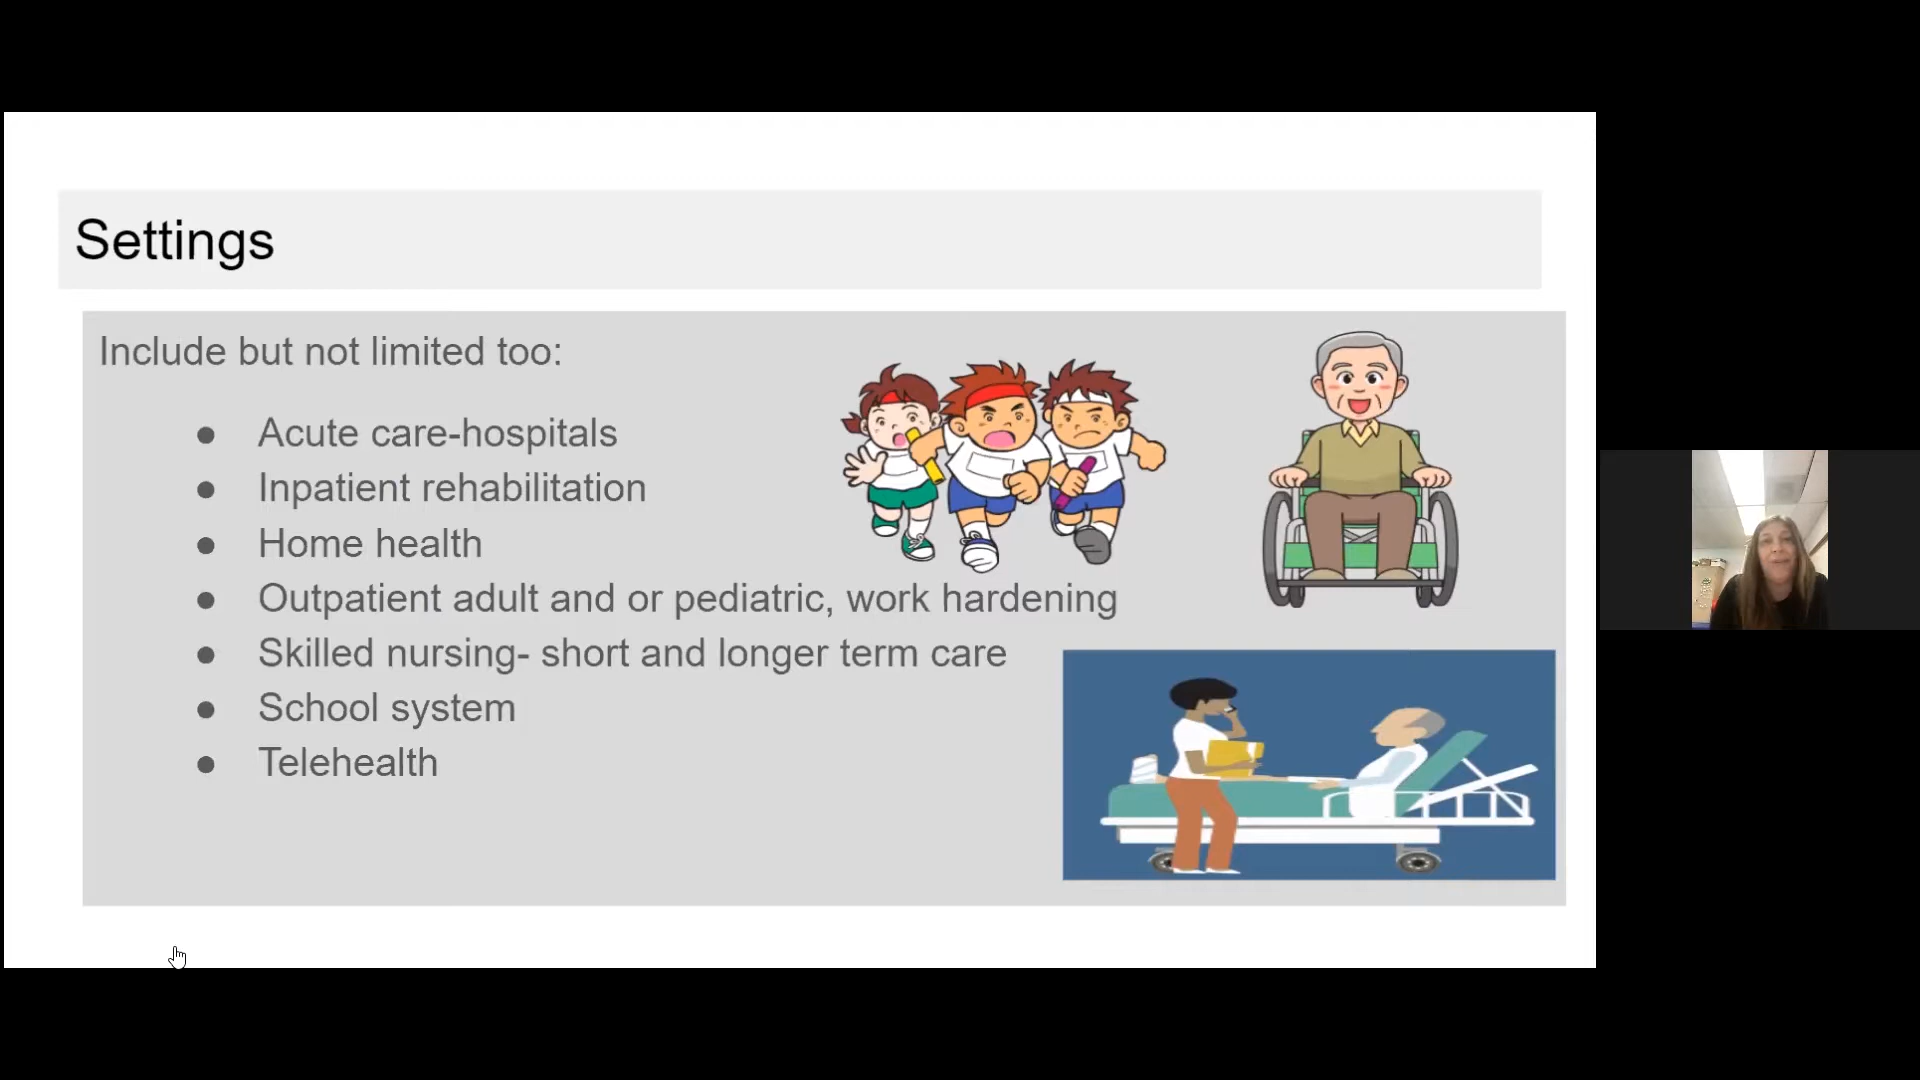 Settings
Include but not limited too:
● Acute care-hospitals
● Inpatient rehabilitation
● Home health
● Outpatient adult and or pediatric, work hardening
● Skilled nursing- short and longer term care
● School system
● Telehealth